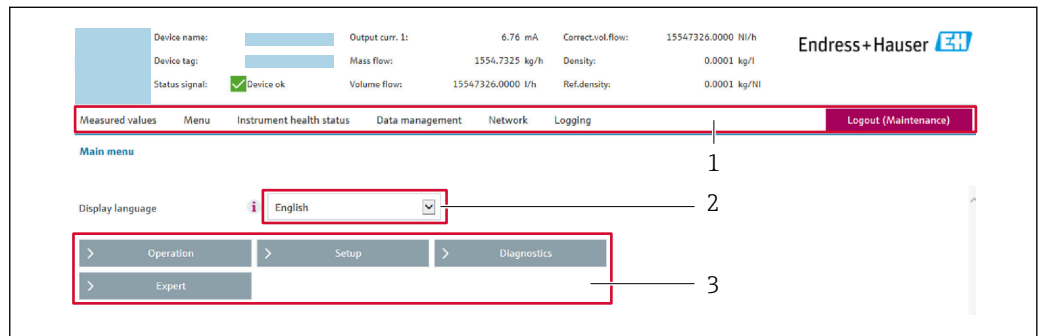 Device name: Output curr. 1: 6.76 mA Correct.vol.flow: 15547326.0000 Nl/h
Device tag: Mass flow: 1554.7325 kg/h Density: 0.0001 kg/l
Status signal: Device ok Volume flow: 15547326.0000 l/h Ref.density: 0.0001 kg/Nl
Endress+Hauser EH
Measured values Menu Instrument health status Data management Network Logging Logout (Maintenance)
1
Main menu
Display language i English
2
> Operation > Setup > Diagnostics
> Expert
3